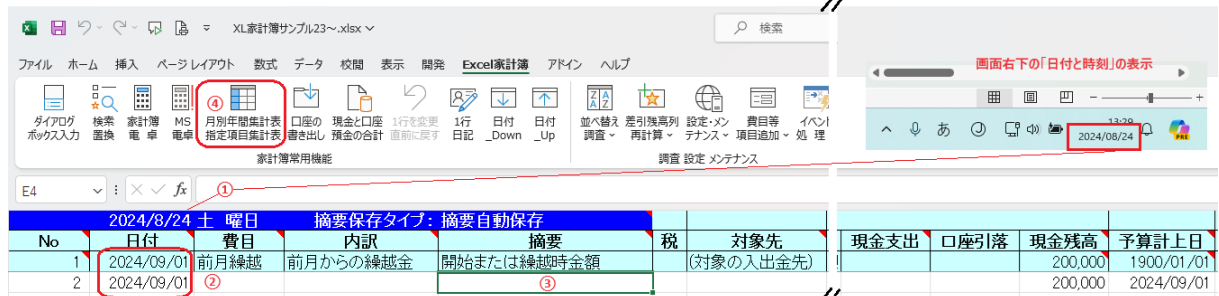 XL家計簿サンプル23～.xlsx
検索
ファイル ホーム 挿入 ページ レイアウト 数式 データ 校閲 表示 開発 Excel家計簿 アドイン ヘルプ
画面右下の「日付と時刻」の表示
④
ダイアログ 検索 家計簿 MS 月別年間集計表 口座の 現金と口座 1行を変更 1行 日付 日付 並べ替え 差引残高列 設定・メン 費目等 イベン
ボックス入力 置換 電 卓 電卓 指定項目集計表 書き出し 預金の合計 直前に戻す 日記 _Down _Up 調査 再計算 テナンス 項目追加 処 理
家計簿常用機能
調査 設定 メンテナンス
あ
13:29
2024/08/24
PRE
E4 fx ①
2024/8/24 土 曜日 摘要保存タイプ: 摘要自動保存
No 日付 費目 内訳 摘要 税 対象先 現金支出 口座引落 現金残高 予算計上日
1 2024/09/01 前月繰越 前月からの繰越金 開始または繰越時金額 (対象の入出金先) 200,000 1900/01/01
2 2024/09/01 ② ③ 200,000 2024/09/01